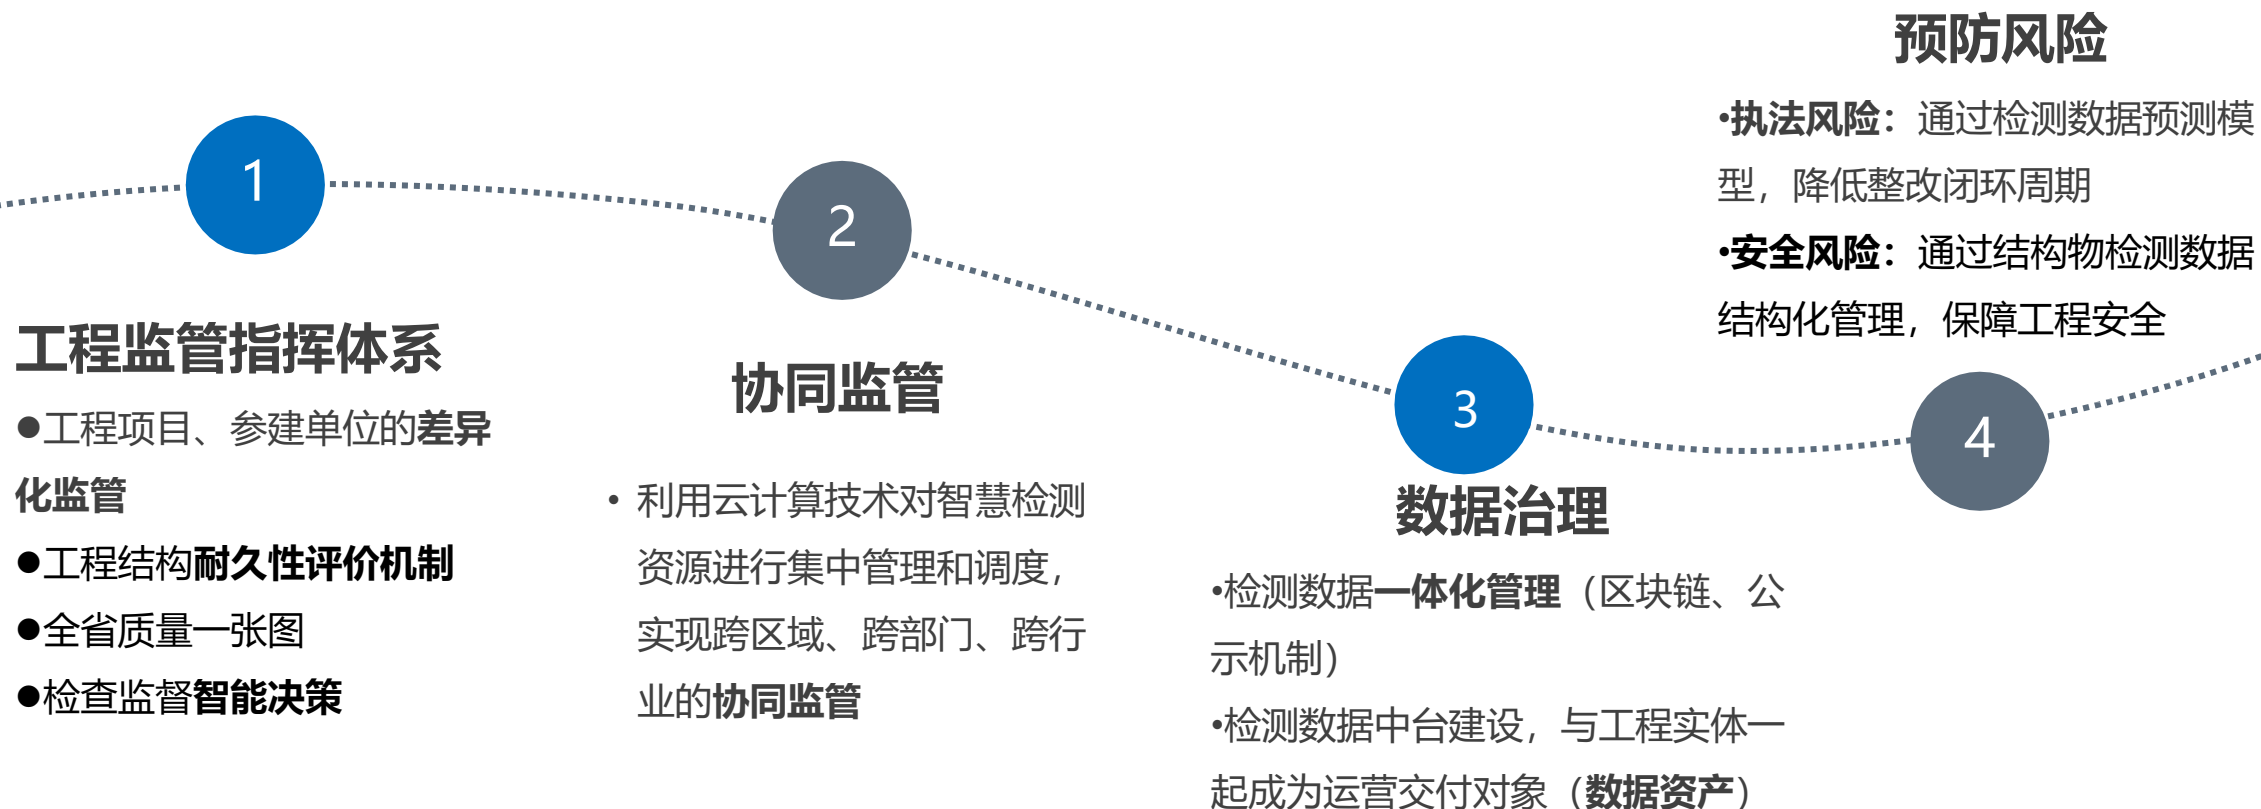 1
工程监管指挥体系
●工程项目、参建单位的差异
化监管
●工程结构耐久性评价机制
●全省质量一张图
●检查监督智能决策
2
协同监管
• 利用云计算技术对智慧检测
资源进行集中管理和调度，
实现跨区域、跨部门、跨行
业的协同监管
3
数据治理
•检测数据一体化管理（区块链、公
示机制）
•检测数据中台建设，与工程实体一
起成为运营交付对象（数据资产）
预防风险
•执法风险：通过检测数据预测模
型，降低整改闭环周期
•安全风险：通过结构物检测数据
结构化管理，保障工程安全
4